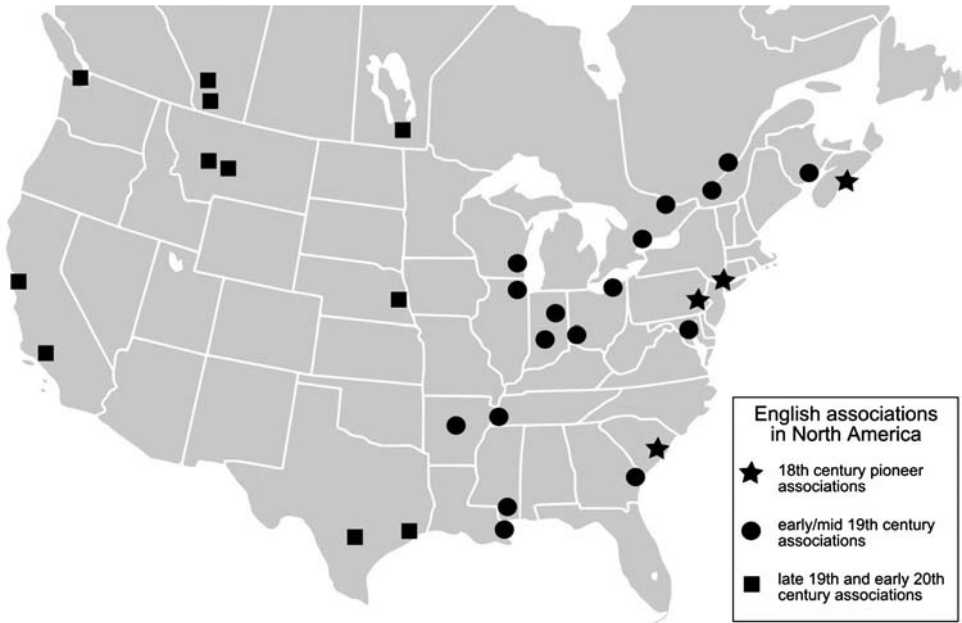 English associations
in North America
18th century pioneer
associations
early/mid 19th century
associations
late 19th and early 20th
century associations